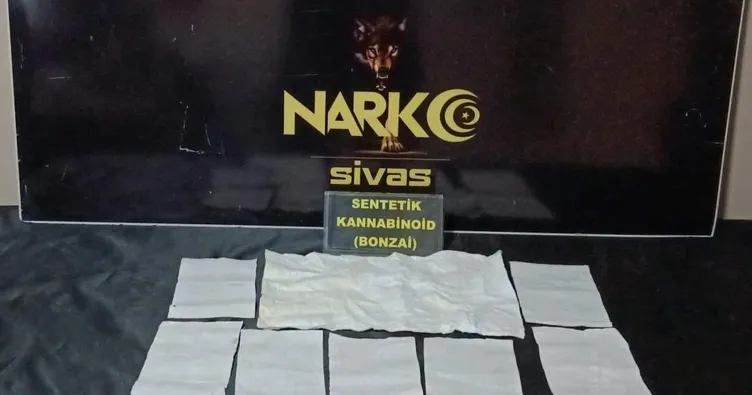 NARKO
sivas
SENTETİK
KANNABİNOİD
(BONZAİ)